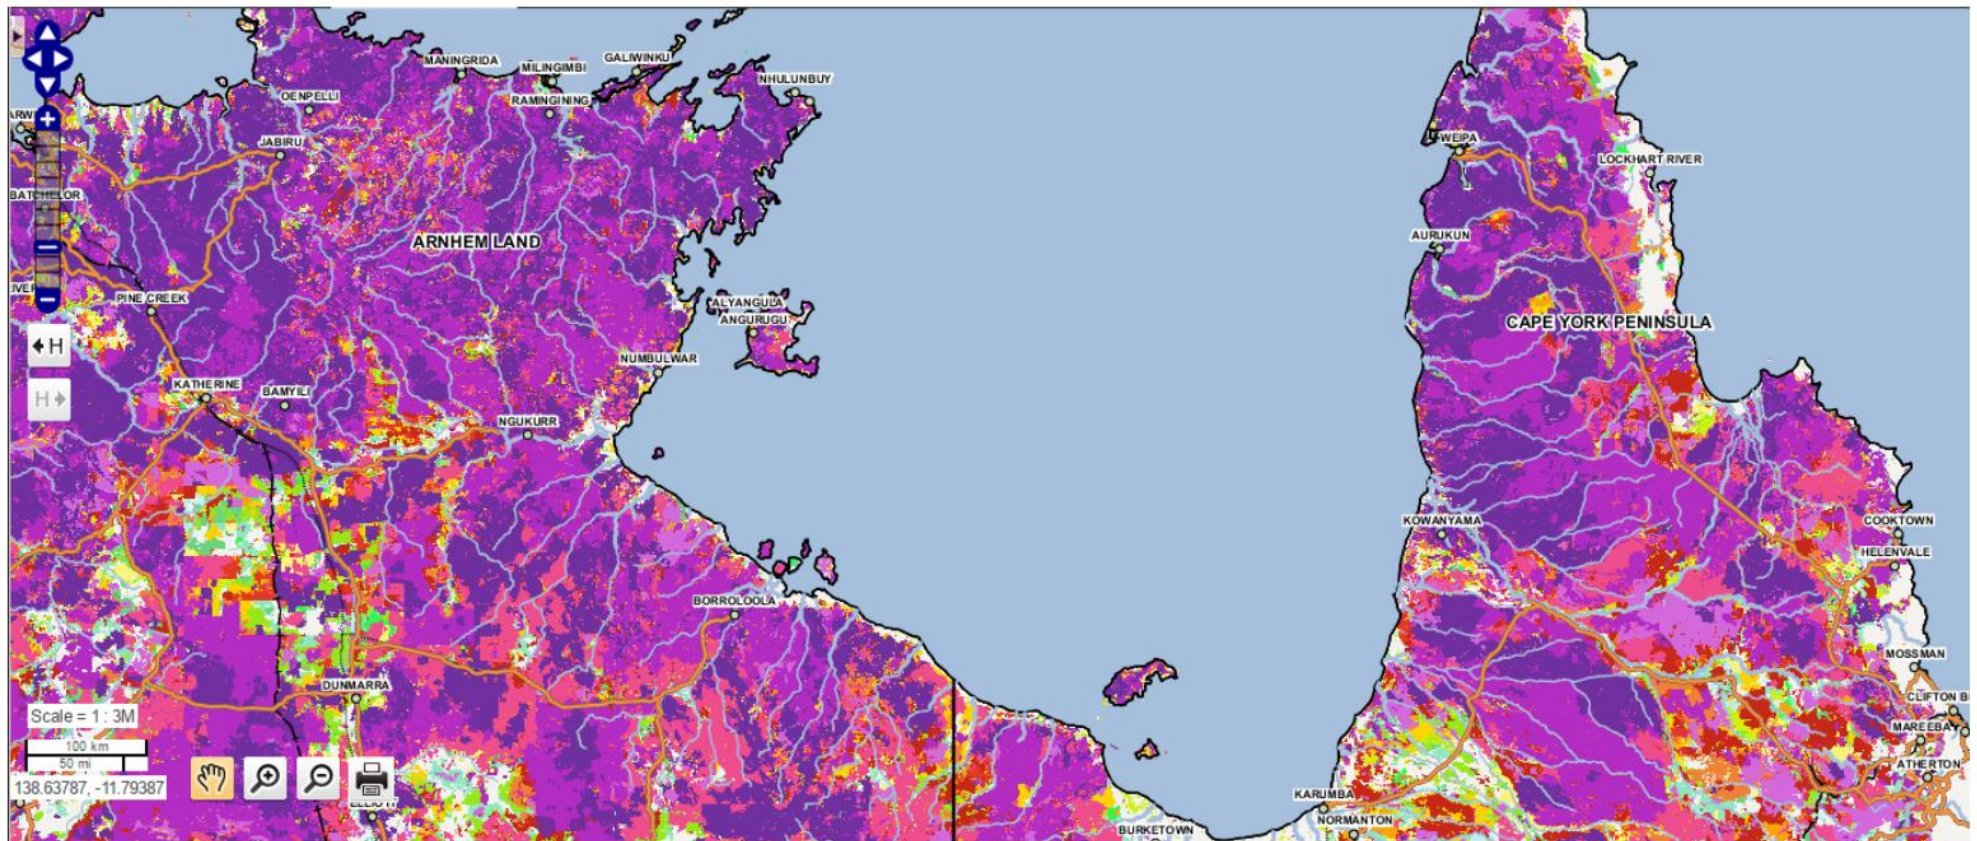 MANINGRIDA
MILINGIMBI
GALIWINKU
NHULUNBUY
OENPELLI
RAMINGINING
JABIRU
WEIPA
LOCKHART RIVER
BATCHELOR
ARNHEM LAND
AURUKUN
PINE CREEK
ALYANGULA
ANGURUGU
CAPE YORK PENINSULA
H
NUMBULWAR
KATHERINE
BAMYILI
H
NGUKURR
KOWANYAMA
COOKTOWN
HELENVALE
BORROLOOLA
MOSSMAN
DUNMARRA
CLIFTON B
Scale = 1 : 3M
MAREEBA
100 km
50 mi
ATHERTON
138.63787, -11.79387
KARUMBA
ELLIOTT
NORMANTON
BURKETOWN